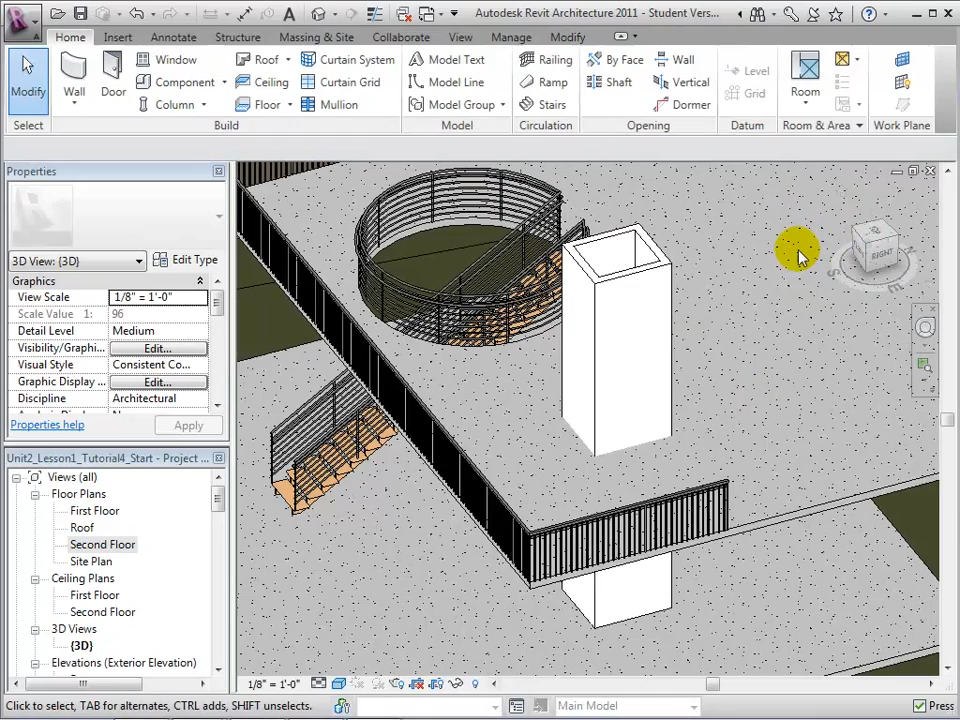 Autodesk Revit Architecture 2011 - Student Vers...
Home Insert Annotate Structure Massing & Site Collaborate View Manage Modify
Modify Wall Door Window Component Column Roof Ceiling Floor Curtain System Curtain Grid Mullion Model Text Model Line Model Group Railing Ramp Stairs By Face Shaft Wall Vertical Dormer Level Grid Room
Select Build Model Circulation Opening Datum Room & Area Work Plane
Properties
3D View: {3D} Edit Type
Graphics
View Scale 1/8" = 1'-0"
Scale Value 1: 96
Detail Level Medium
Visibility/Graphi... Edit...
Visual Style Consistent Co...
Graphic Display ... Edit...
Discipline Architectural
Properties help Apply
Unit2_Lesson1_Tutorial4_Start - Project ...
Views (all)
Floor Plans
First Floor
Roof
Second Floor
Site Plan
Ceiling Plans
First Floor
Second Floor
3D Views
{3D}
Elevations (Exterior Elevation)
RIGHT
1/8" = 1'-0"
Click to select, TAB for alternates, CTRL adds, SHIFT unselects. Main Model Press